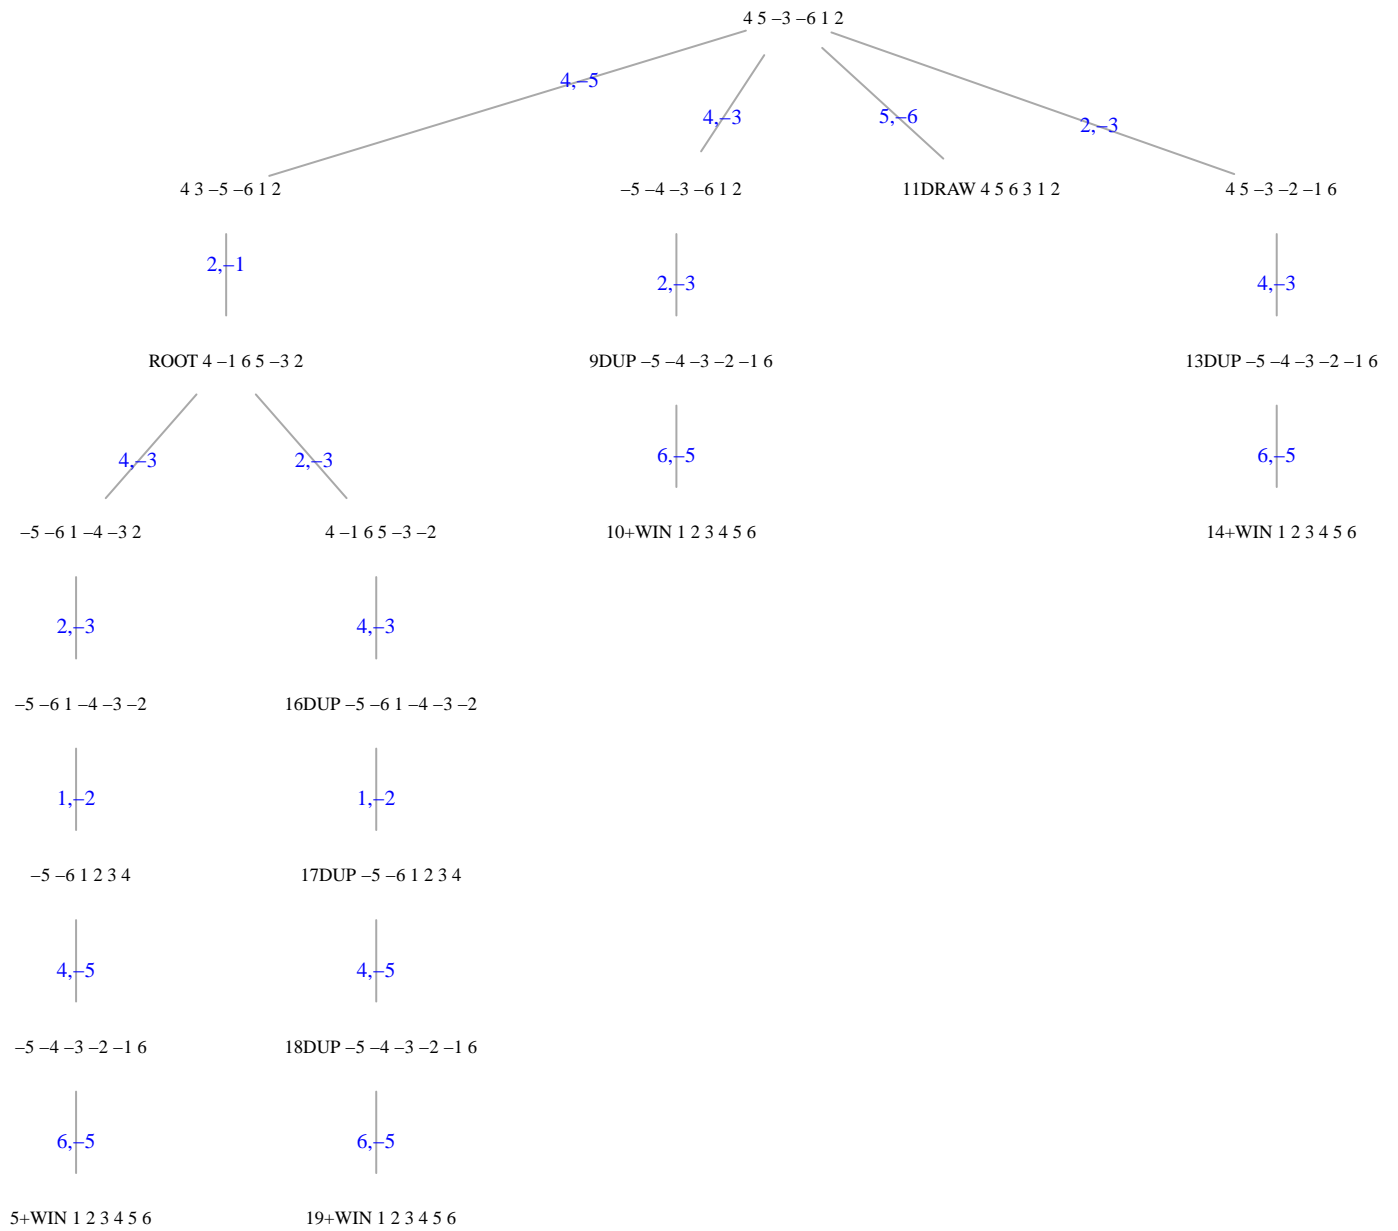 4 5 –3 –6 1 2
4,–5
4,–3
5,–6
2,–3
4 3 –5 –6 1 2
–5 –4 –3 –6 1 2
11DRAW 4 5 6 3 1 2
4 5 –3 –2 –1 6
2,–1
2,–3
4,–3
ROOT 4 –1 6 5 –3 2
9DUP –5 –4 –3 –2 –1 6
13DUP –5 –4 –3 –2 –1 6
4,–3
2,–3
6,–5
6,–5
–5 –6 1 –4 –3 2
4 –1 6 5 –3 –2
10+WIN 1 2 3 4 5 6
14+WIN 1 2 3 4 5 6
2,–3
4,–3
–5 –6 1 –4 –3 –2
16DUP –5 –6 1 –4 –3 –2
1,–2
1,–2
–5 –6 1 2 3 4
17DUP –5 –6 1 2 3 4
4,–5
4,–5
–5 –4 –3 –2 –1 6
18DUP –5 –4 –3 –2 –1 6
6,–5
6,–5
5+WIN 1 2 3 4 5 6
19+WIN 1 2 3 4 5 6